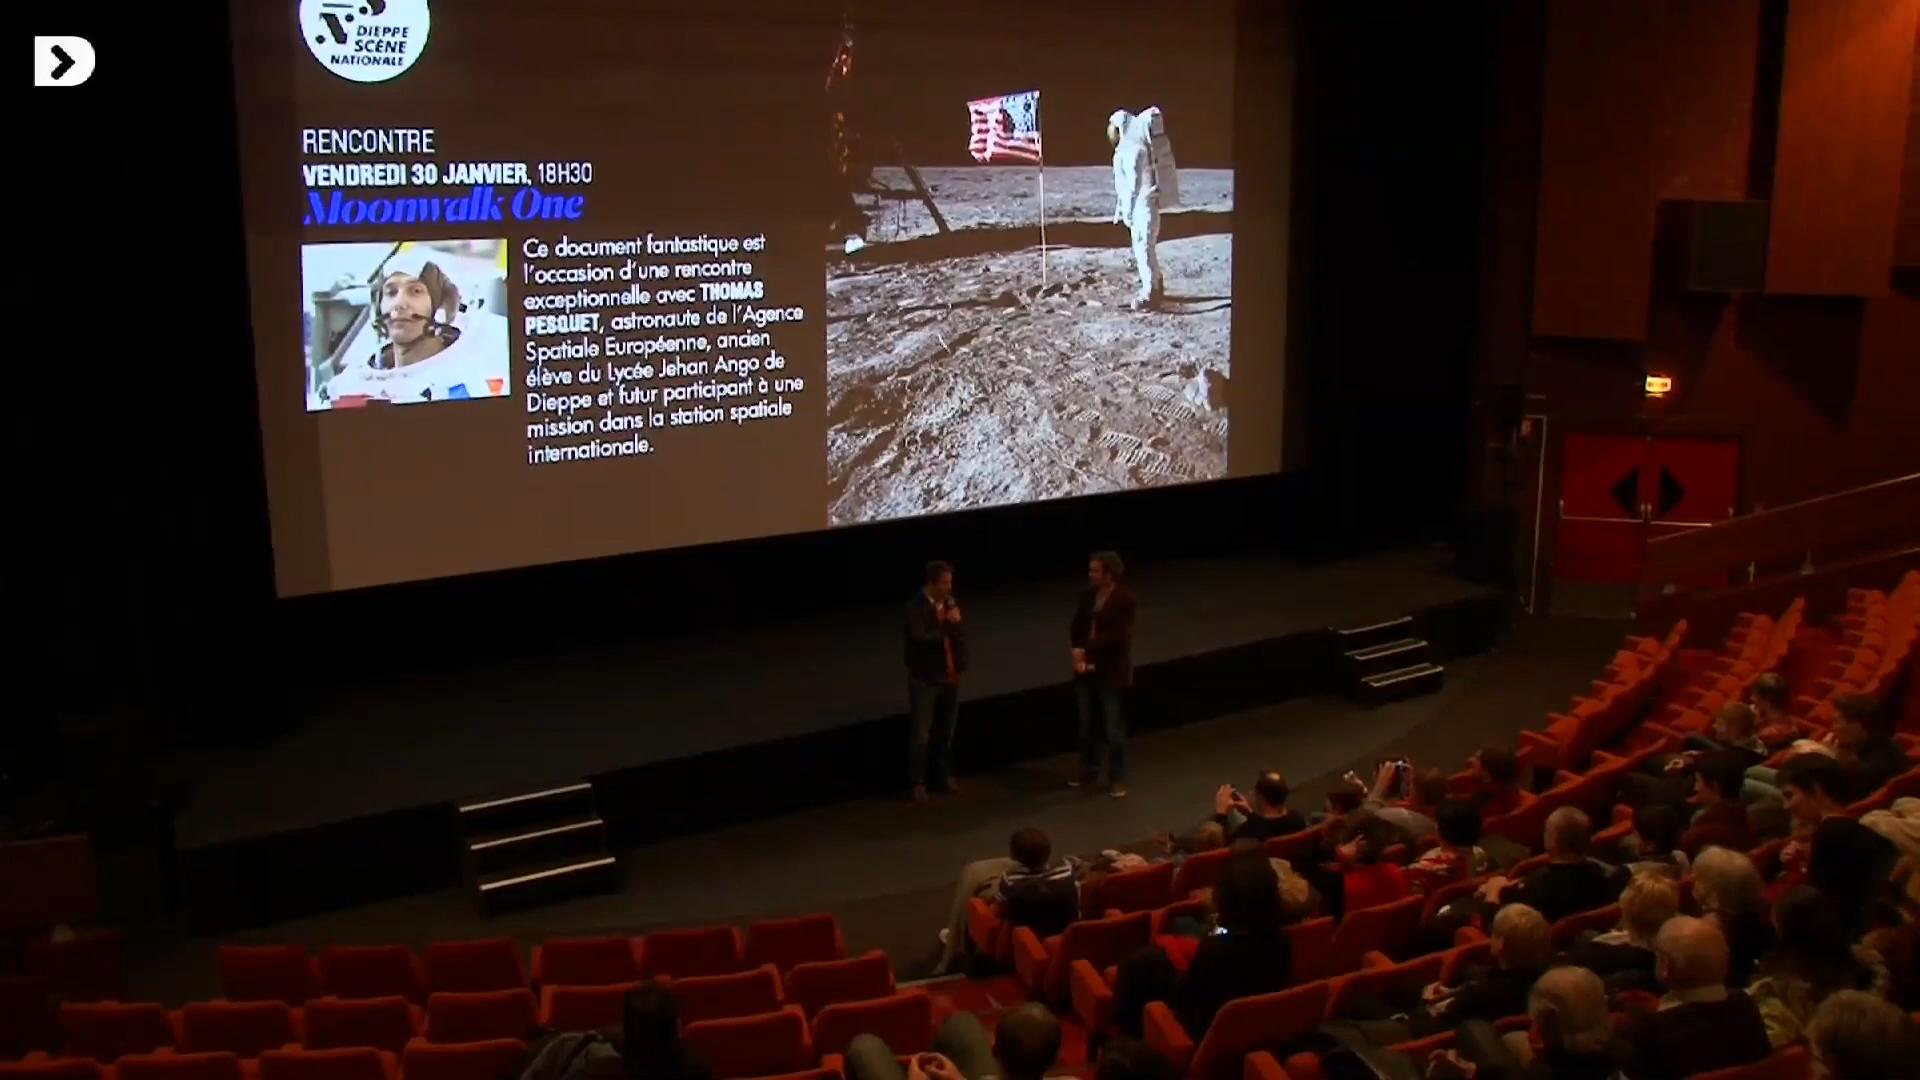 DIEPPE
SCÈNE
NATIONALE
RENCONTRE
VENDREDI 30 JANVIER, 18H30
Moonwalk One
Ce document fantastique est
l'occasion d'une rencontre
exceptionnelle avec THOMAS
PESQUET, astronaute de l'Agence
Spatiale Européenne, ancien
élève du Lycée Jehan Ango de
Dieppe et futur participant à une
mission dans la station spatiale
internationale.